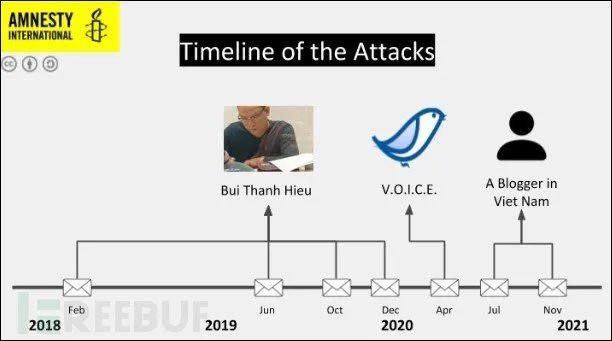 AMNESTY
INTERNATIONAL
Timeline of the Attacks
cc
Bui Thanh Hieu
V.O.I.C.E.
A Blogger in
Viet Nam
Feb
Jun
Oct
Dec
Apr
Jul
Nov
FREEBUF
2018
2019
2020
2021